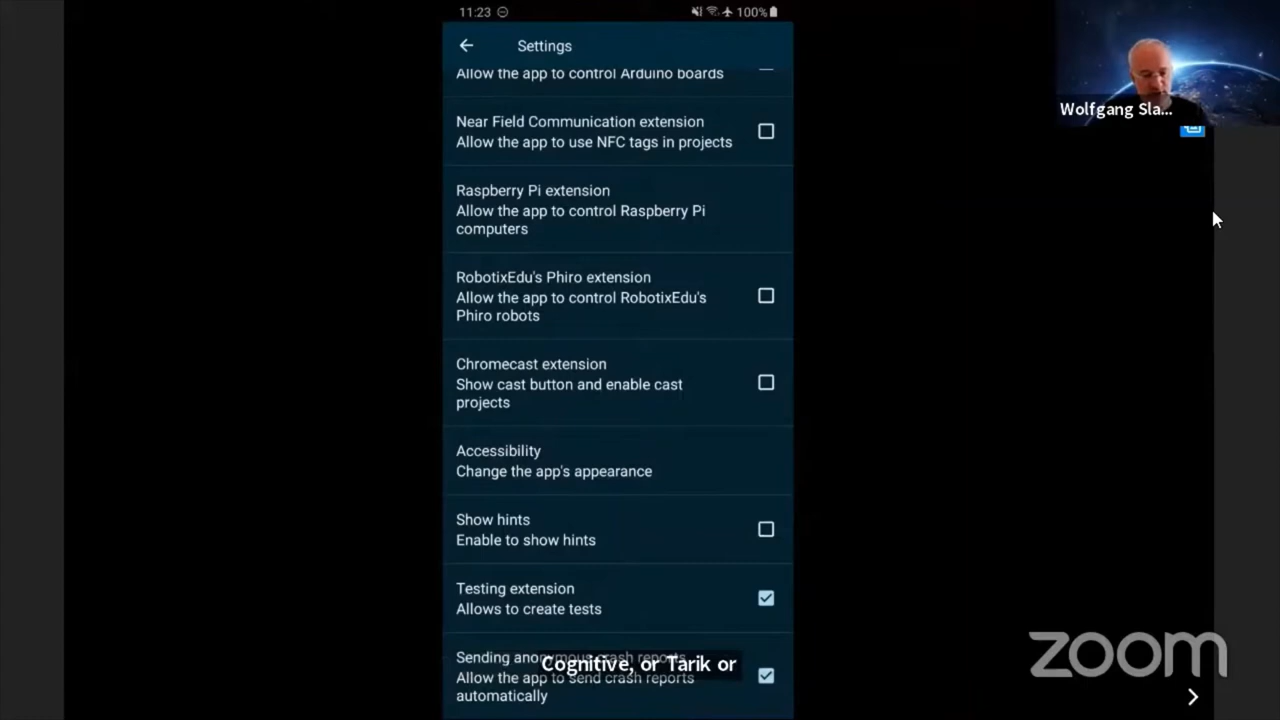 11:23
100%
Settings
Allow the app to control Arduino boards
Near Field Communication extension
Allow the app to use NFC tags in projects
Raspberry Pi extension
Allow the app to control Raspberry Pi
computers
RobotixEdu's Phiro extension
Allow the app to control RobotixEdu's
Phiro robots
Chromecast extension
Show cast button and enable cast
projects
Accessibility
Change the app's appearance
Show hints
Enable to show hints
Testing extension
Allows to create tests
Sending anonymous crash reports
Allow the app to send crash reports
automatically
Cognitive, or Tarik or
Wolfgang Sla...
zoom